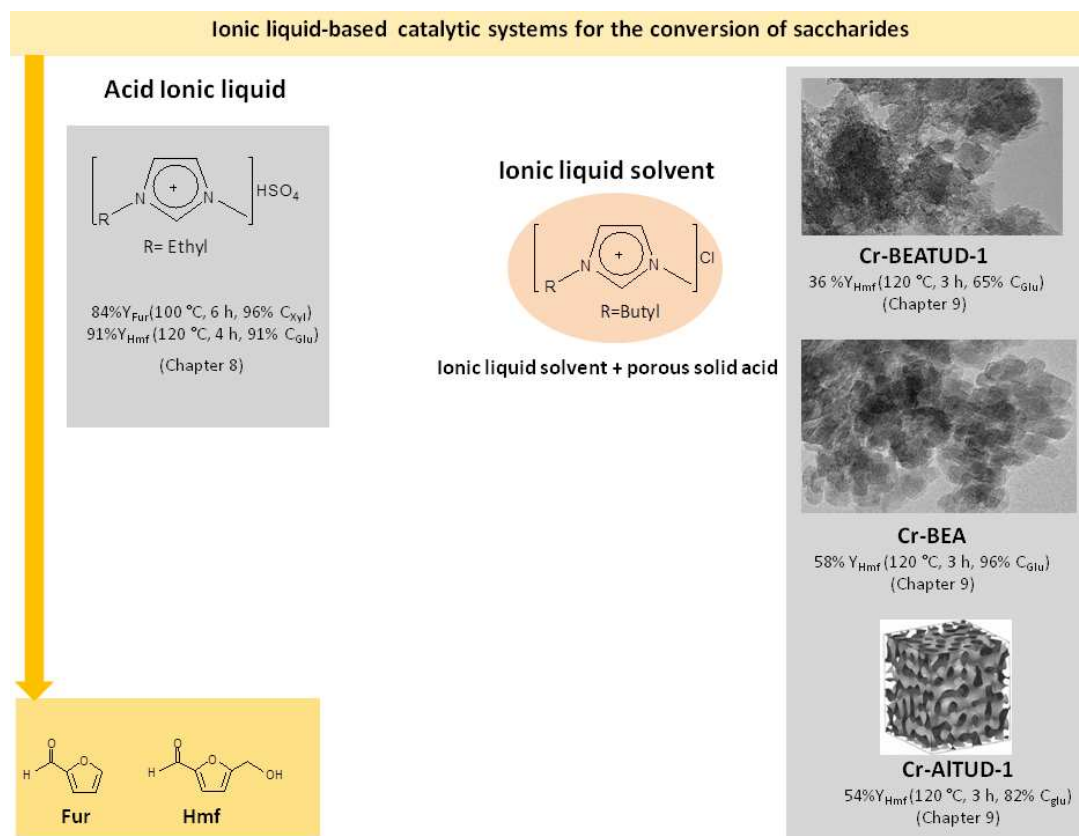 Ionic liquid-based catalytic systems for the conversion of saccharides
Acid Ionic liquid
HSO4
N
N
+
R
R= Ethyl
84%YFur(100 °C, 6 h, 96% CXyl)
91%YHmf(120 °C, 4 h, 91% CGlu)
(Chapter 8)
Ionic liquid solvent
Cl
+
N
N
R
R=Butyl
Ionic liquid solvent + porous solid acid
Cr-BEATUD-1
36 %YHmf(120 °C, 3 h, 65% CGlu)
(Chapter 9)
Cr-BEA
58% YHmf(120 °C, 3 h, 96% CGlu)
(Chapter 9)
Cr-AlTUD-1
54%YHmf(120 °C, 3 h, 82% Cglu)
(Chapter 9)
O
H
O
Fur
O
H
O
OH
Hmf